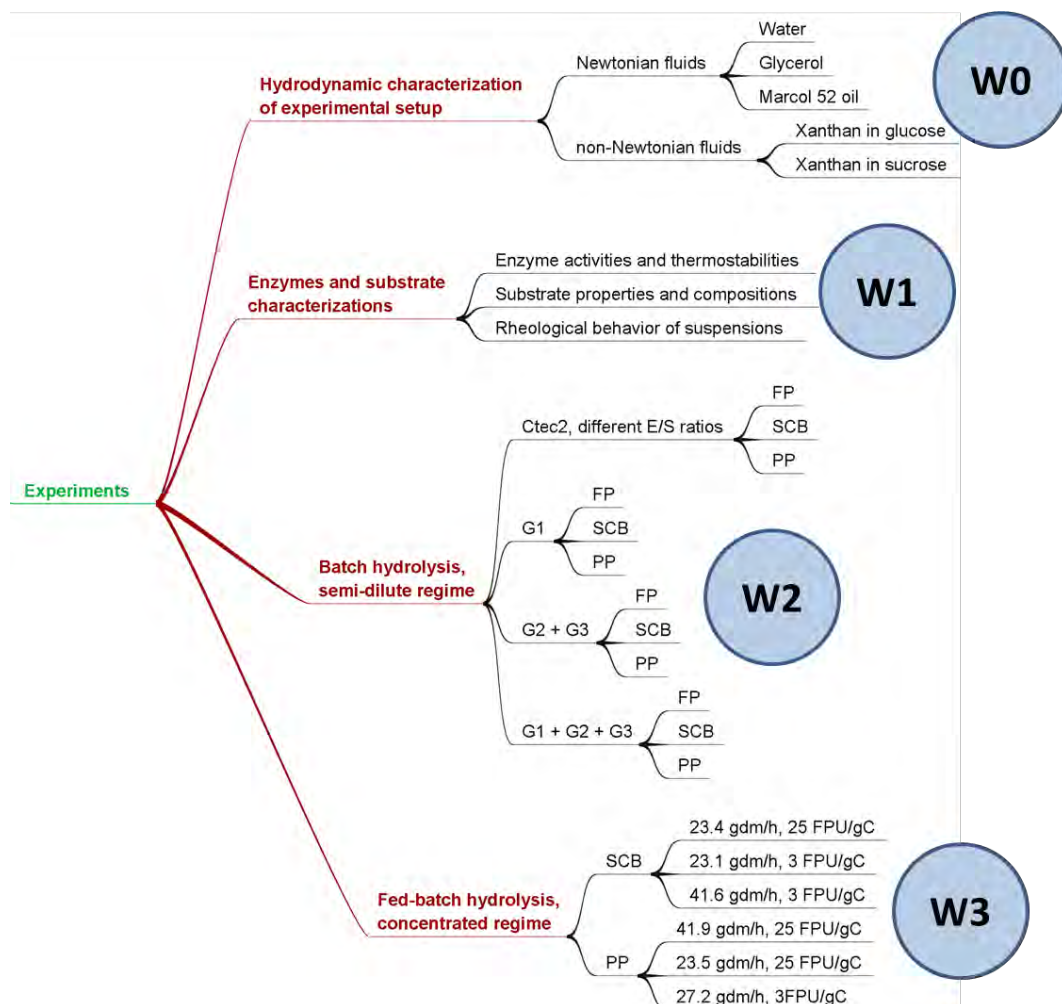 Water
Newtonian fluids
Glycerol
Hydrodynamic characterization
of experimental setup
Marcol 52 oil
W0
Xanthan in glucose
non-Newtonian fluids
Xanthan in sucrose
Enzyme activities and thermostabilities
Enzymes and substrate
characterizations
Substrate properties and compositions
Rheological behavior of suspensions
W1
FP
Ctec2, different E/S ratios
SCB
PP
Experiments
FP
G1
SCB
PP
Batch hydrolysis,
semi-dilute regime
W2
FP
G2 + G3
SCB
PP
FP
G1 + G2 + G3
SCB
PP
23.4 gdm/h, 25 FPU/gC
SCB
23.1 gdm/h, 3 FPU/gC
41.6 gdm/h, 3 FPU/gC
Fed-batch hydrolysis,
concentrated regime
W3
41.9 gdm/h, 25 FPU/gC
PP
23.5 gdm/h, 25 FPU/gC
27.2 gdm/h, 3FPU/gC